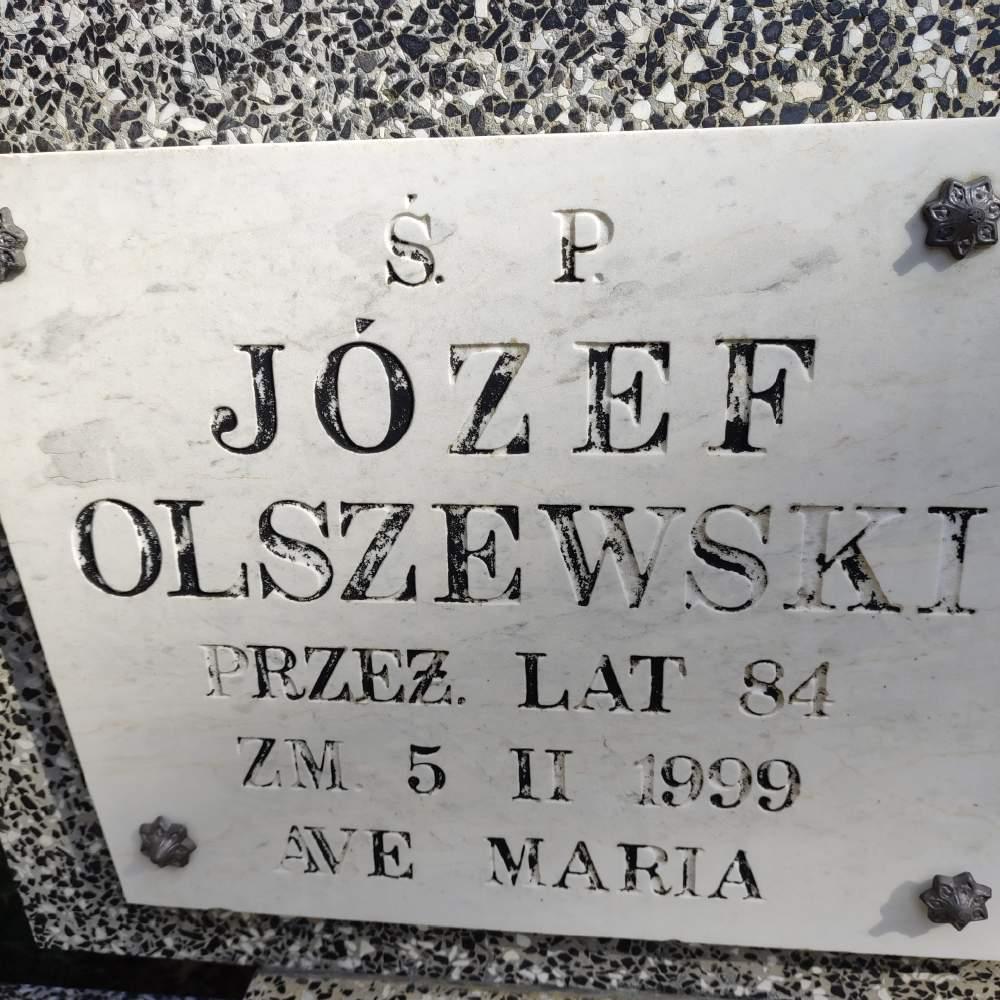 Ś. P.
JÓZEF
OLSZEWSKI
PRZEŻ. LAT 84
ZM. 5 II 1999
AVE MARIA